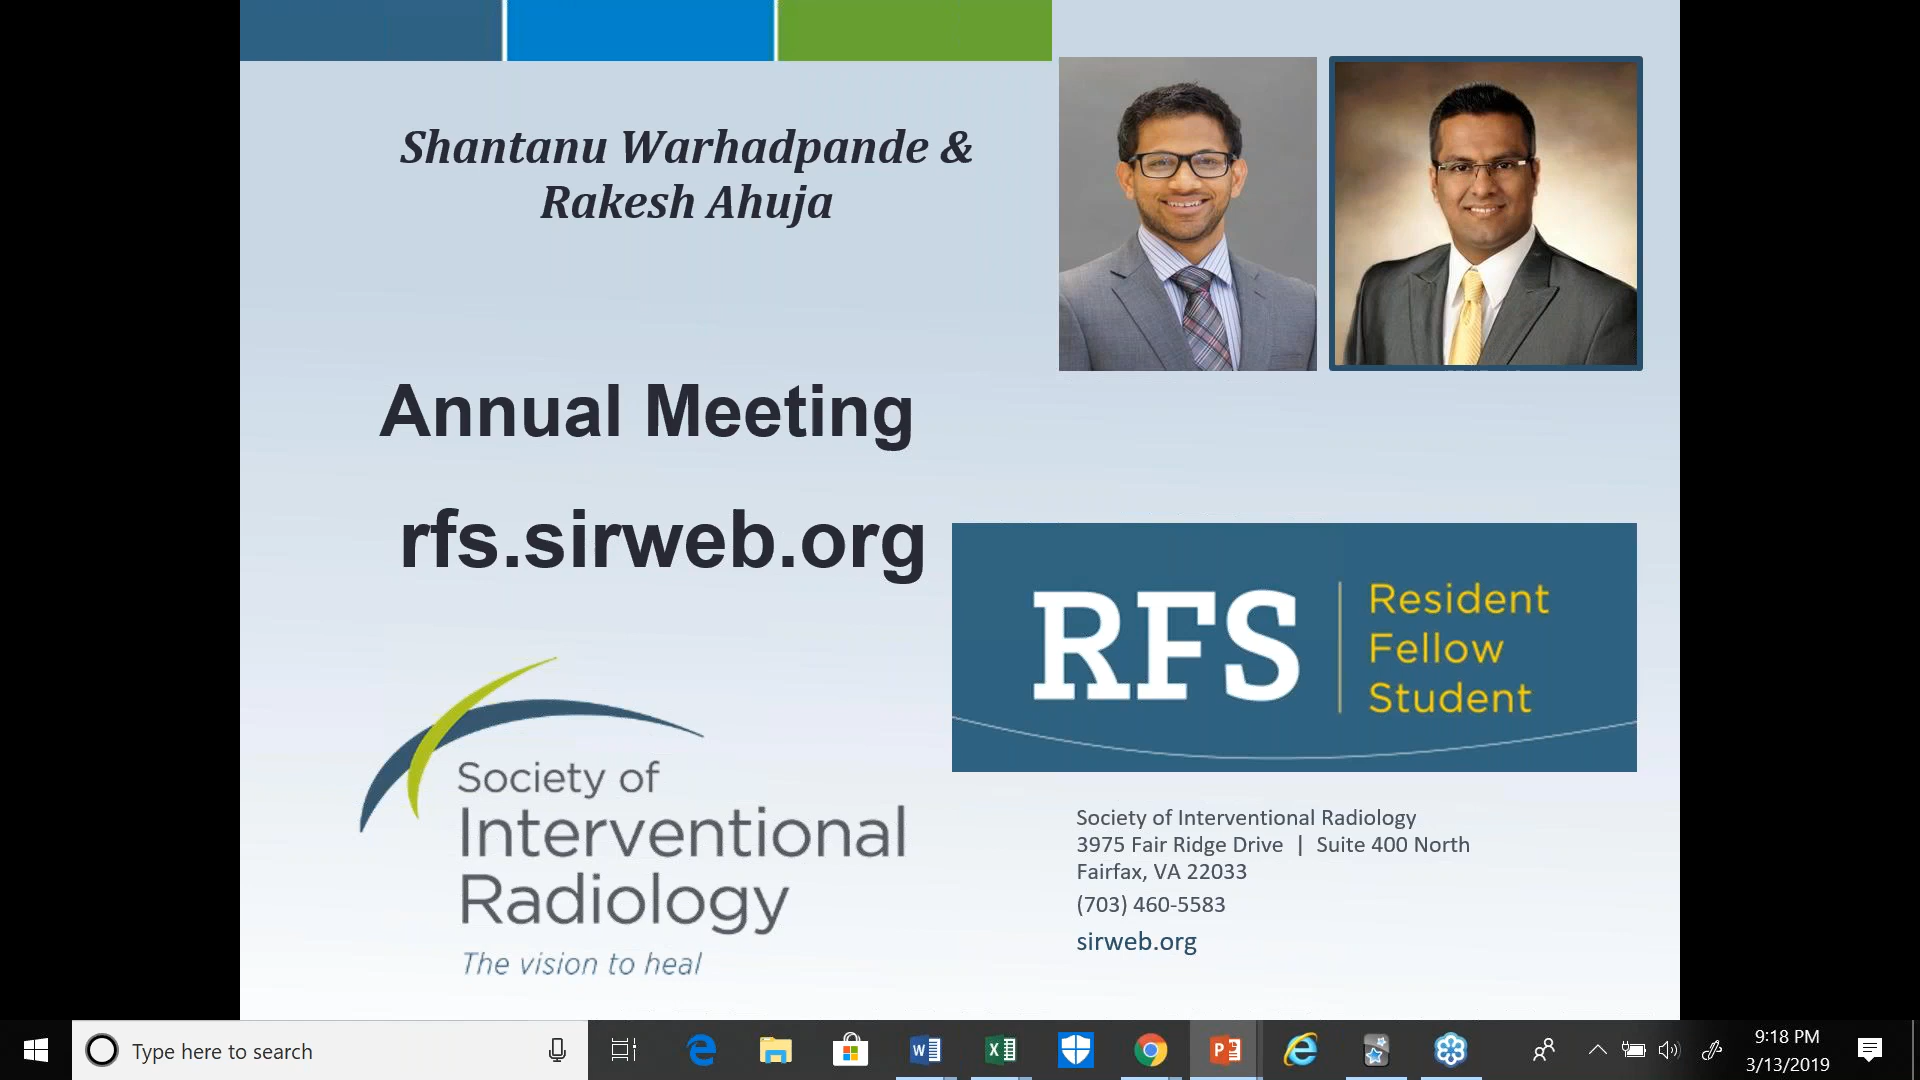 Shantanu Warhadpande &
Rakesh Ahuja
Annual Meeting
rfs.sirweb.org
RFS
Resident
Fellow
Student
Society of
Interventional
Radiology
The vision to heal
Society of Interventional Radiology
3975 Fair Ridge Drive | Suite 400 North
Fairfax, VA 22033
(703) 460-5583
sirweb.org
Type here to search
9:18 PM
3/13/2019